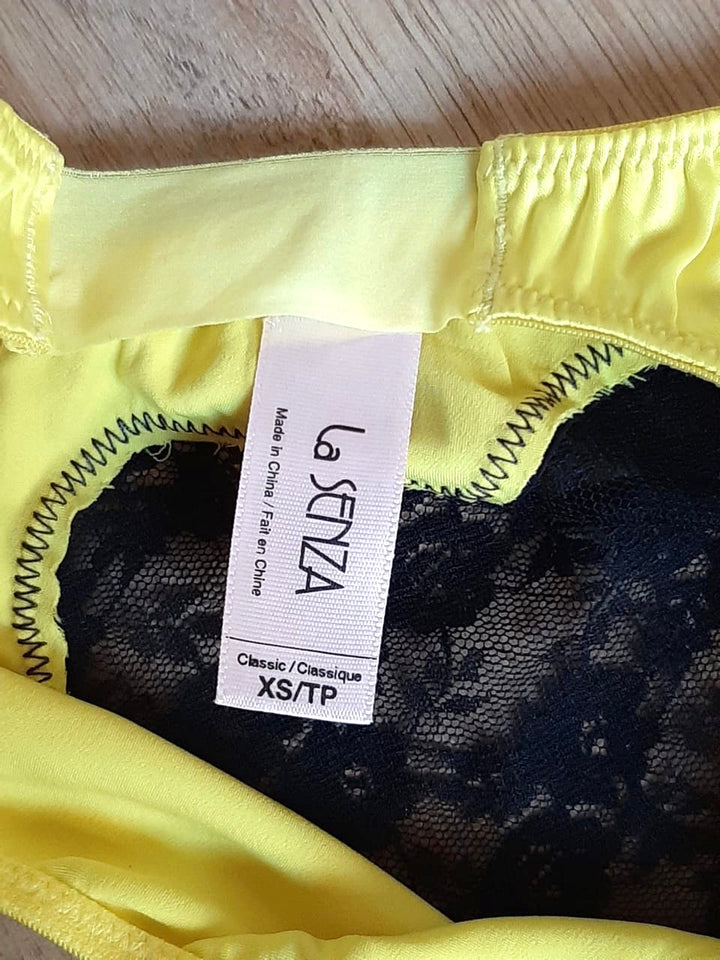 La SENZA
Made in China / Fait en Chine
Classic / Classique
XS/TP